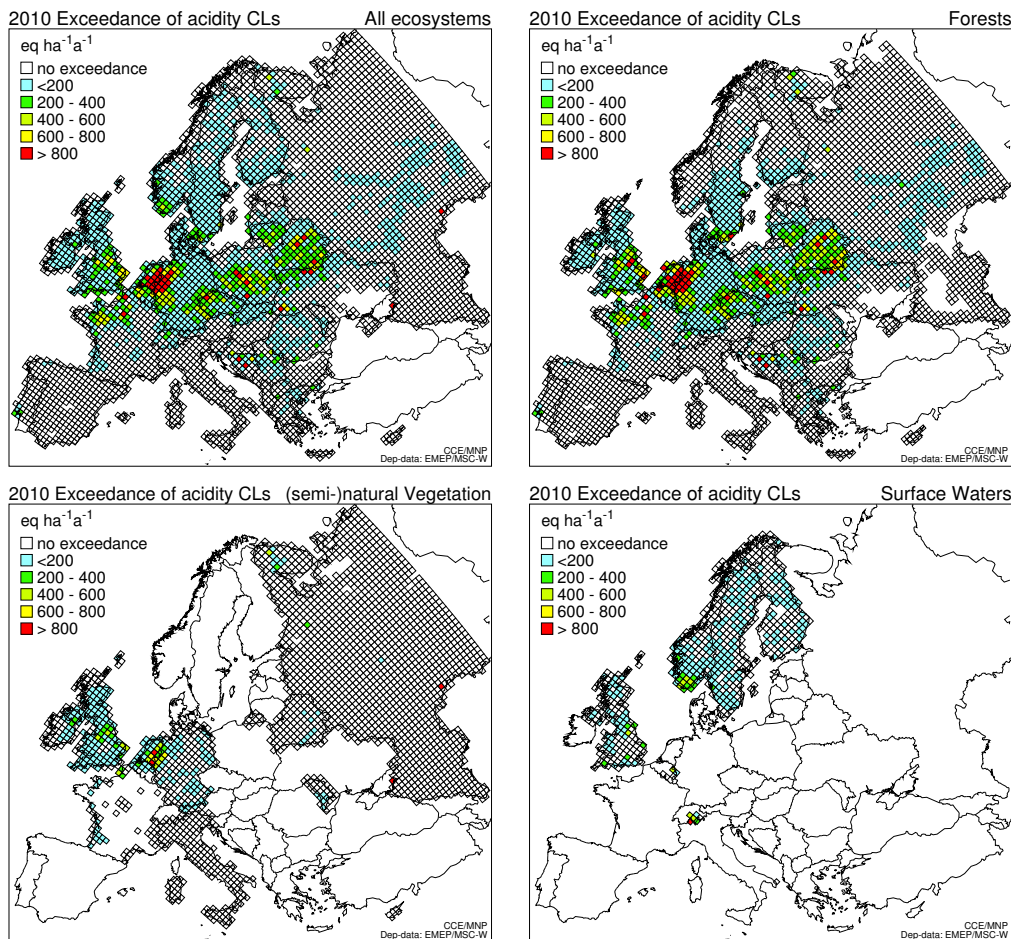 2010 Exceedance of acidity CLs All ecosystems
eq ha⁻¹a⁻¹
no exceedance
<200
200 - 400
400 - 600
600 - 800
> 800
CCE/MNP
Dep-data: EMEP/MSC-W
2010 Exceedance of acidity CLs Forests
eq ha⁻¹a⁻¹
no exceedance
<200
200 - 400
400 - 600
600 - 800
> 800
CCE/MNP
Dep-data: EMEP/MSC-W
2010 Exceedance of acidity CLs (semi-)natural Vegetation
eq ha⁻¹a⁻¹
no exceedance
<200
200 - 400
400 - 600
600 - 800
> 800
CCE/MNP
Dep-data: EMEP/MSC-W
2010 Exceedance of acidity CLs Surface Waters
eq ha⁻¹a⁻¹
no exceedance
<200
200 - 400
400 - 600
600 - 800
> 800
CCE/MNP
Dep-data: EMEP/MSC-W